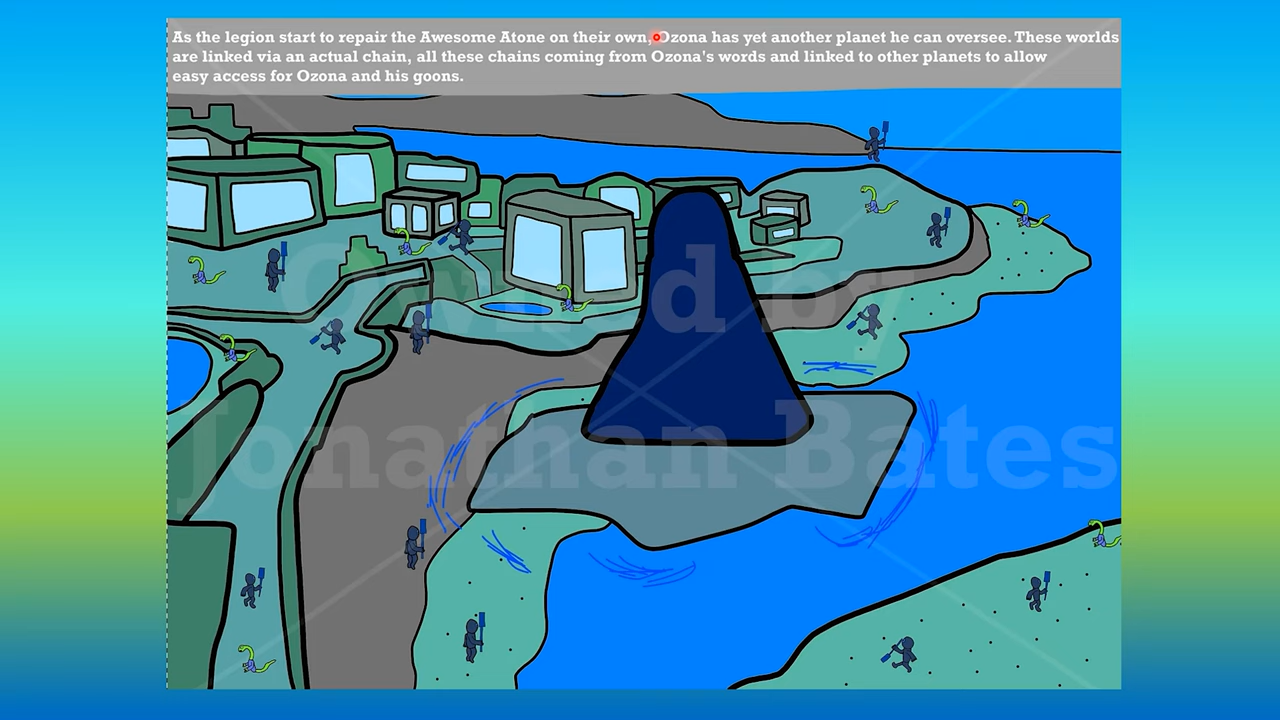 As the legion start to repair the Awesome Atone on their own, Ozona has yet another planet he can oversee. These worlds
are linked via an actual chain, all these chains coming from Ozona's words and linked to other planets to allow
easy access for Ozona and his goons.
Owned by
Jonathan Bates